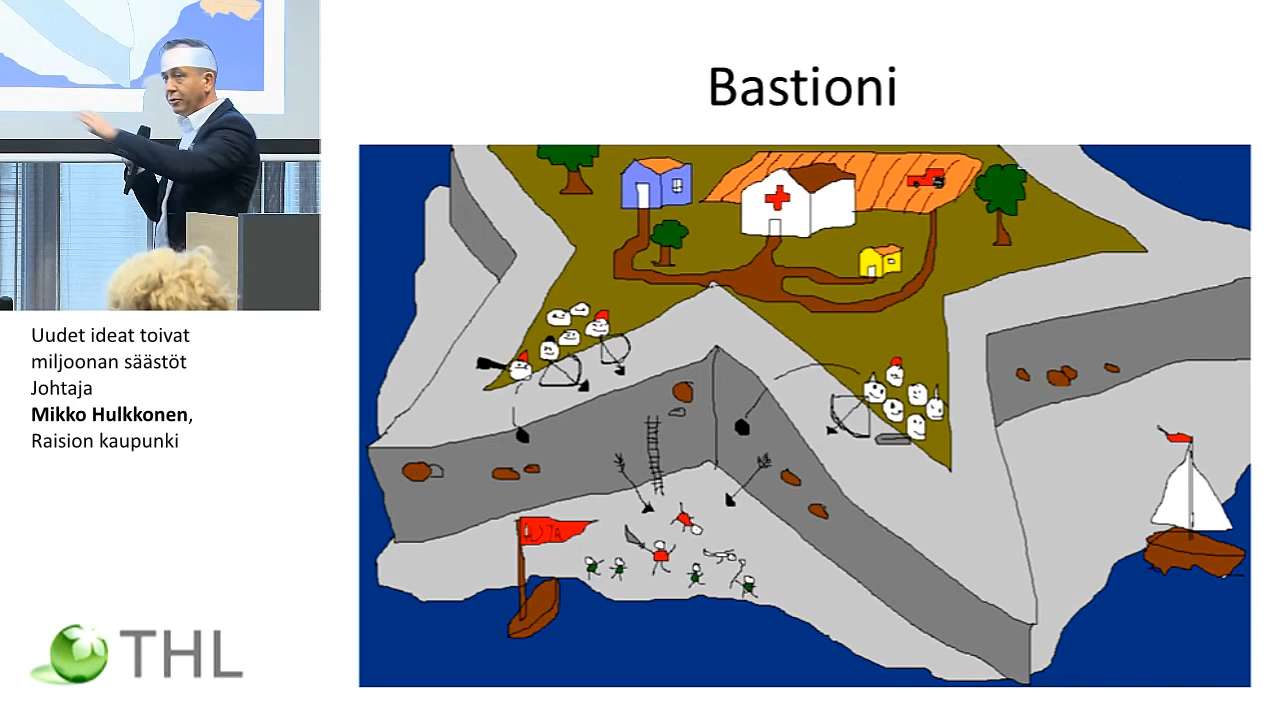 Bastioni
Uudet ideat toivat
miljoonan säästöt
Johtaja
Mikko Hulkkonen,
Raision kaupunki
THL